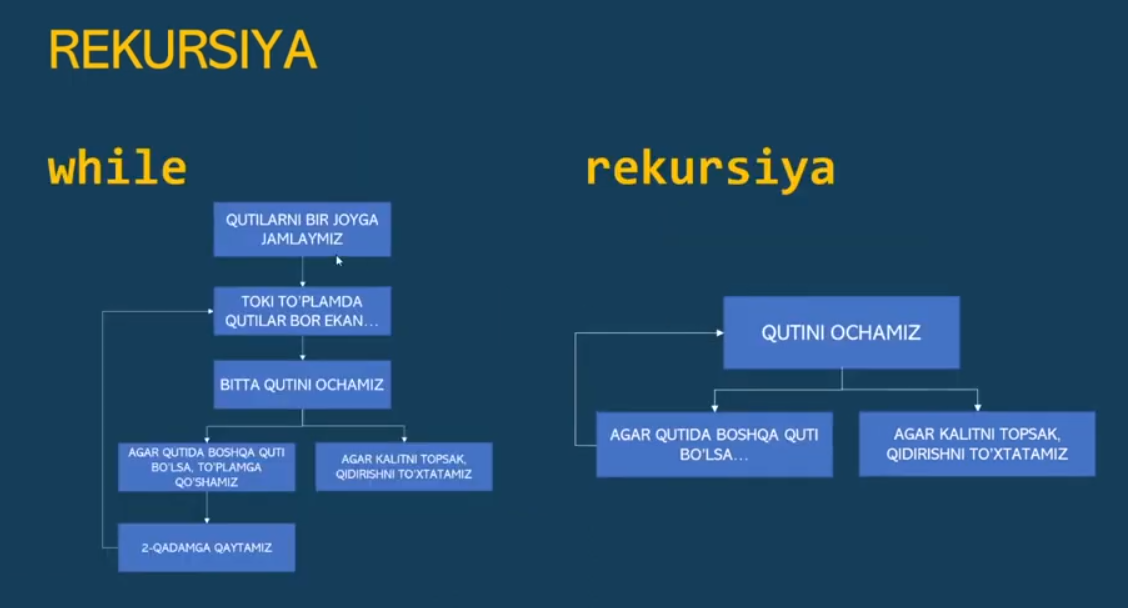 REKURSIYA
while
QUTILARNI BIR JOYGA
JAMLAYMIZ
TOKI TO'PLAMDA
QUTILAR BOR EKAN...
BITTA QUTINI OCHAMIZ
AGAR QUTIDA BOSHQA QUTI
BO'LSA, TO'PLAMGA
QO'SHAMIZ
AGAR KALITNI TOPSAK,
QIDIRISHNI TO'XTATAMIZ
2-QADAMGA QAYTAMIZ
rekursiya
QUTINI OCHAMIZ
AGAR QUTIDA BOSHQA QUTI
BO'LSA...
AGAR KALITNI TOPSAK,
QIDIRISHNI TO'XTATAMIZ